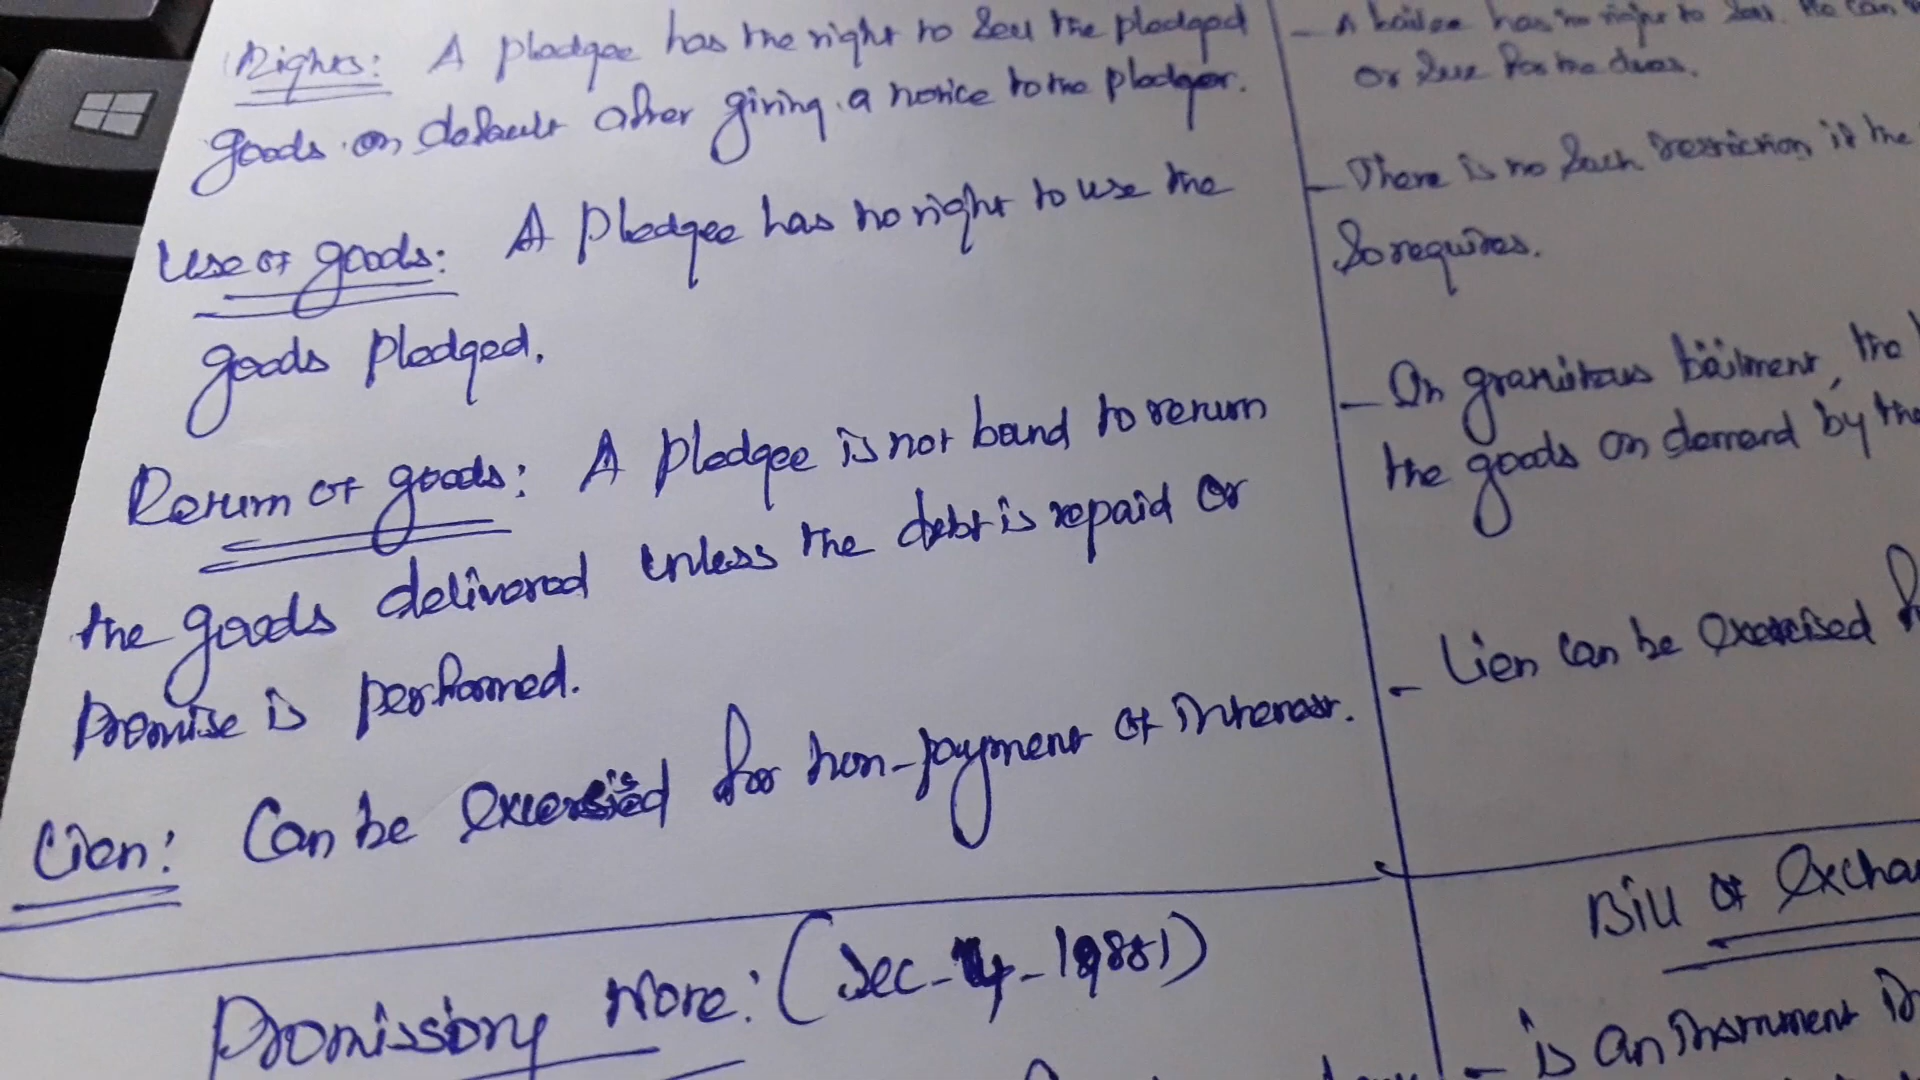 Rights: A pledgee has the right to sell the pledged
goods on default after giving a notice to the pledger.
Use of goods: A pledgee has no right to use the
goods pledged.
Return of goods: A pledgee is not bound to return
the goods delivered unless the debt is repaid or
promise is performed.
Lien: Can be exercised for non-payment of interest.
Promissory Note: (Sec-4-1881)
- A bailee has no right to sell. He can
or sue for the dues.
- There is no such restriction if the
so requires.
- On gratuitous bailment, the
the goods on demand by the
- Lien can be exercised
Bill of Excha
- is an instrument